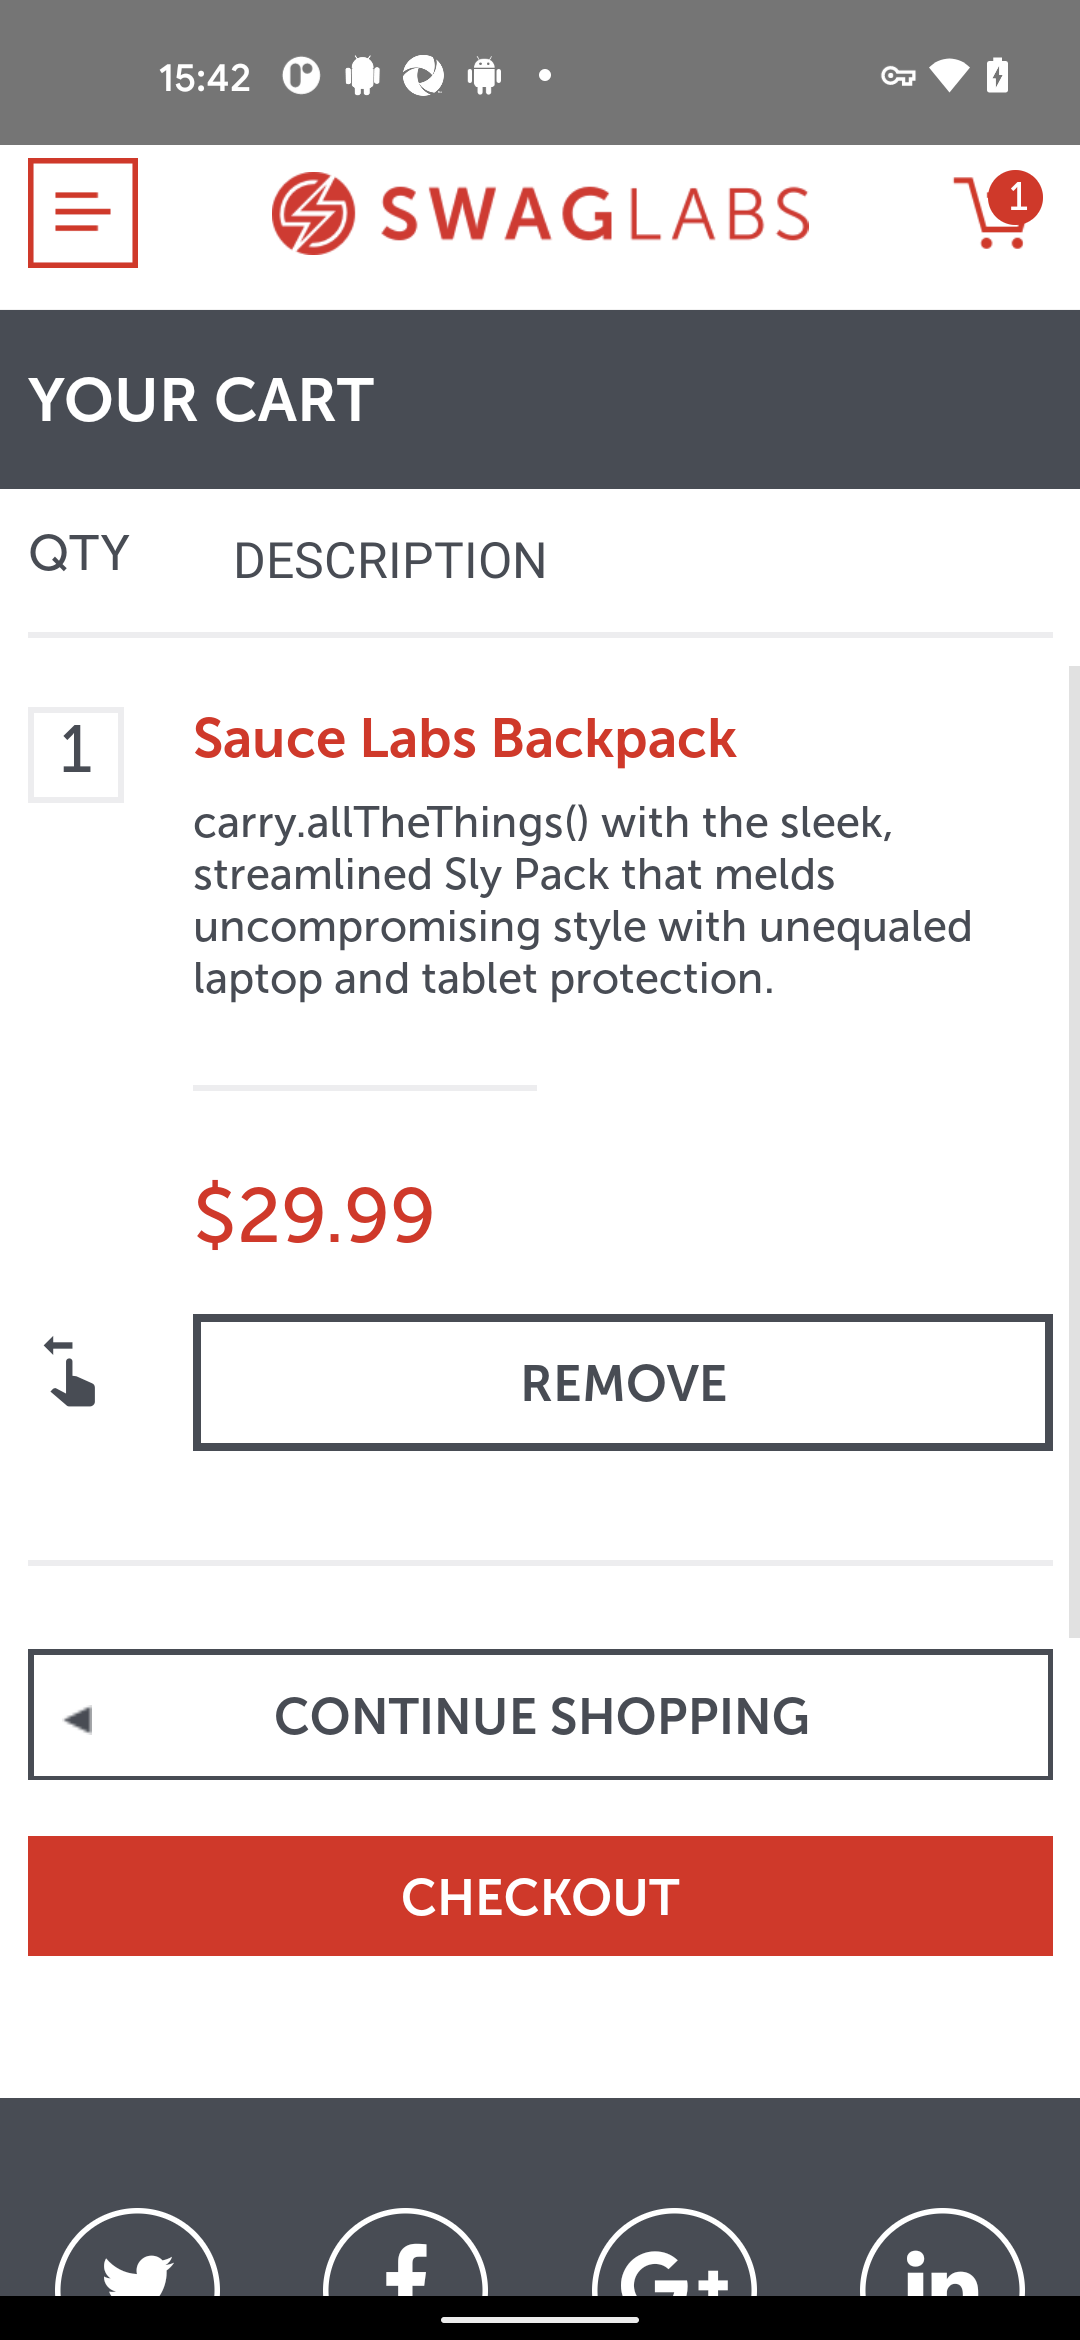 15:42
SWAGLABS
1
YOUR CART
QTY
DESCRIPTION
1
Sauce Labs Backpack
carry.allTheThings() with the sleek,
streamlined Sly Pack that melds
uncompromising style with unequaled
laptop and tablet protection.
$29.99
REMOVE
CONTINUE SHOPPING
CHECKOUT
f
G+
in